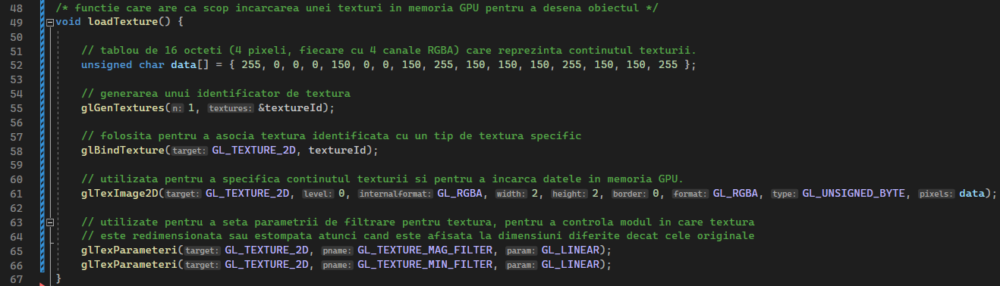 48 /* functie care are ca scop incarcarea unei texturi in memoria GPU pentru a desena obiectul */
49 void loadTexture() {
50
51 // tablou de 16 octeti (4 pixeli, fiecare cu 4 canale RGBA) care reprezinta continutul texturii.
52 unsigned char data[] = { 255, 0, 0, 0, 150, 0, 0, 150, 255, 150, 150, 150, 255, 150, 150, 255 };
53
54 // generarea unui identificator de textura
55 glGenTextures(n: 1, textures: &textureId);
56
57 // folosita pentru a asocia textura identificata cu un tip de textura specific
58 glBindTexture(target: GL_TEXTURE_2D, textureId);
59
60 // utilizata pentru a specifica continutul texturii si pentru a incarca datele in memoria GPU.
61 glTexImage2D(target: GL_TEXTURE_2D, level: 0, internalformat: GL_RGBA, width: 2, height: 2, border: 0, format: GL_RGBA, type: GL_UNSIGNED_BYTE, pixels: data);
62
63 // utilizate pentru a seta parametrii de filtrare pentru textura, pentru a controla modul in care textura
64 // este redimensionata sau estompata atunci cand este afisata la dimensiuni diferite decat cele originale
65 glTexParameteri(target: GL_TEXTURE_2D, pname: GL_TEXTURE_MAG_FILTER, param: GL_LINEAR);
66 glTexParameteri(target: GL_TEXTURE_2D, pname: GL_TEXTURE_MIN_FILTER, param: GL_LINEAR);
67 }